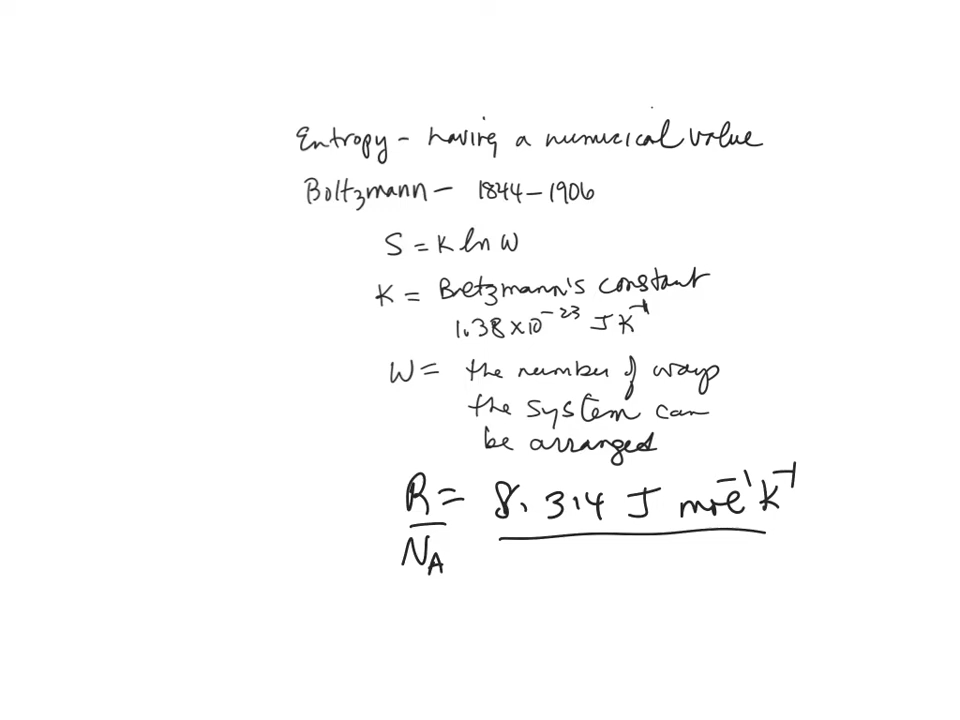 Entropy - having a numerical value
Boltzmann - 1844-1906
S = K ln W
K = Boltzmann's constant
1.38 x 10⁻²³ J K⁻¹
W = the number of ways
the system can
be arranged
R = 8.314 J mole⁻¹ K⁻¹
N_A